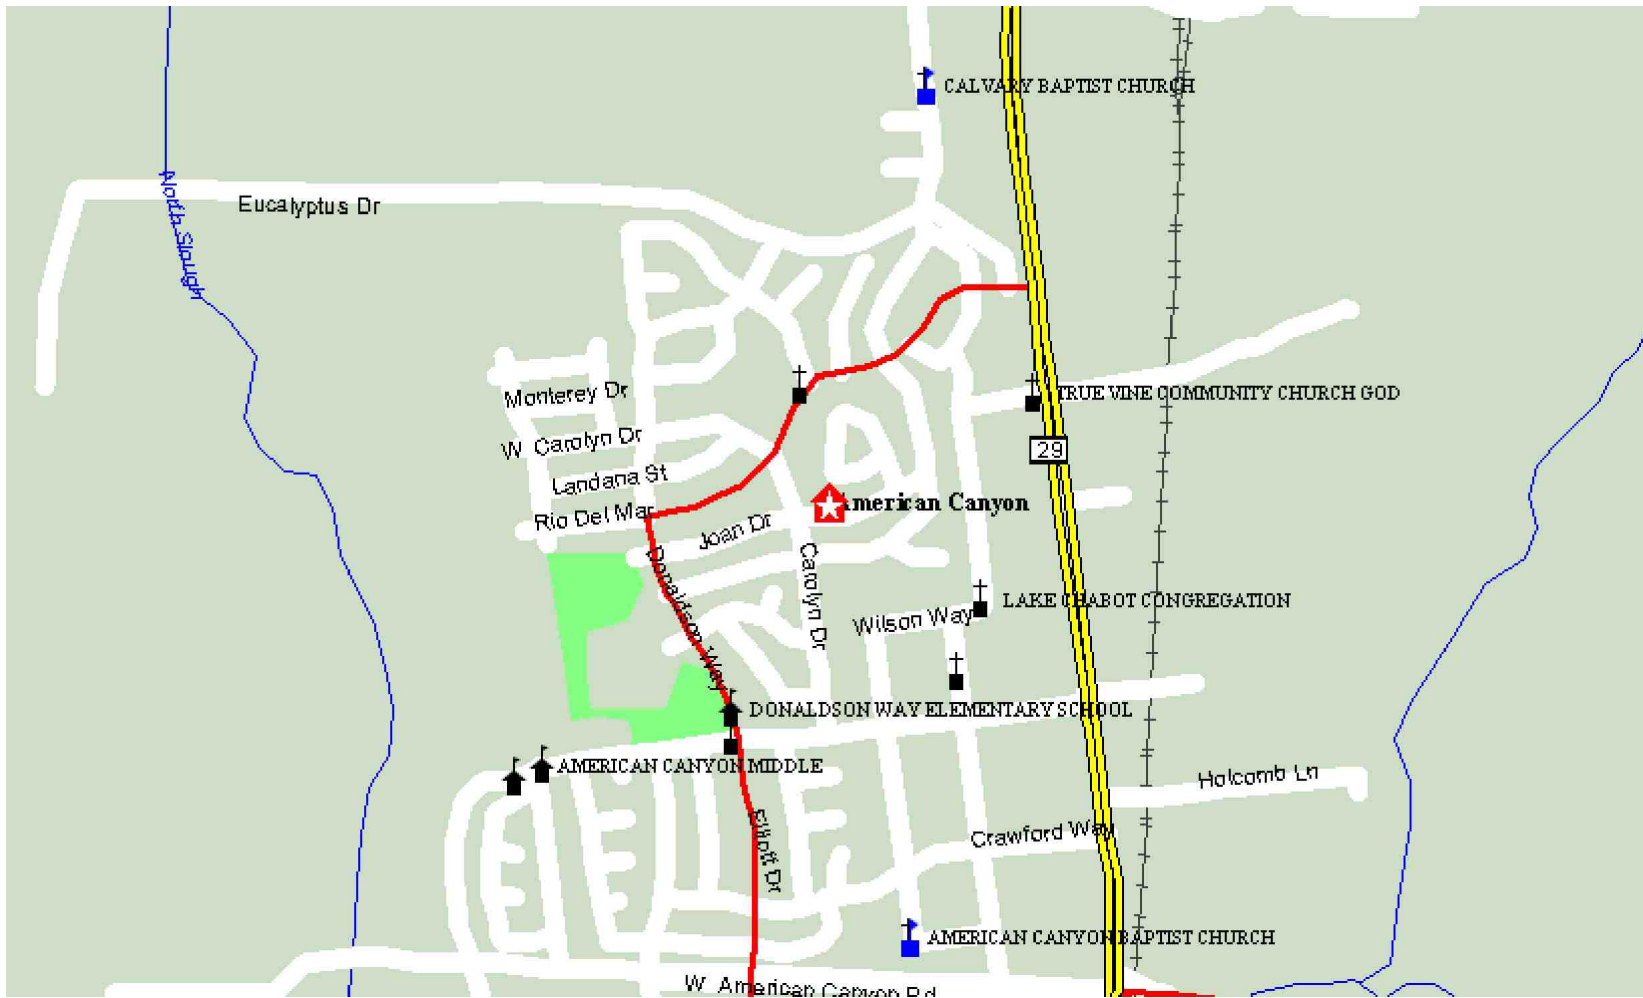 CALVARY BAPTIST CHURCH
North Slough
Eucalyptus Dr
Monterey Dr
TRUE VINE COMMUNITY CHURCH GOD
W Carolyn Dr
29
Landana St
American Canyon
Rio Del Mar
Joan Dr
Donaldson Way
Carolyn Dr
LAKE CHABOT CONGREGATION
Wilson Way
DONALDSON WAY ELEMENTARY SCHOOL
AMERICAN CANYON MIDDLE
Holcomb Ln
Elliott Dr
Crawford Way
AMERICAN CANYON BAPTIST CHURCH
W American Canyon Rd